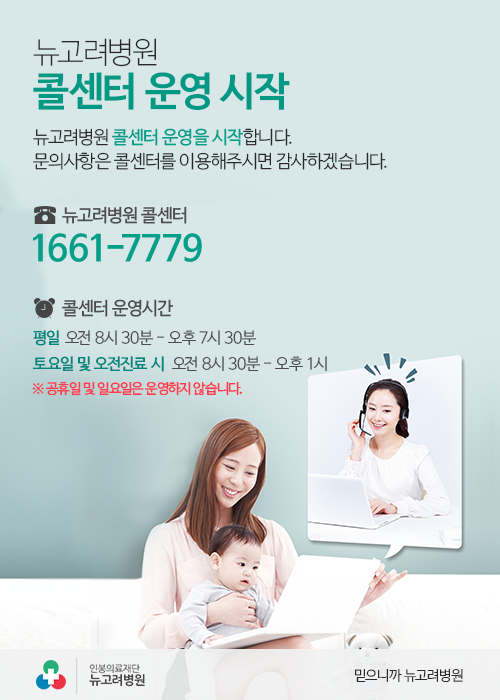 뉴고려병원
콜센터 운영 시작
뉴고려병원 콜센터 운영을 시작합니다.
문의사항은 콜센터를 이용해주시면 감사하겠습니다.
뉴고려병원 콜센터
1661-7779
콜센터 운영시간
평일 오전 8시 30분 - 오후 7시 30분
토요일 및 오전진료 시 오전 8시 30분 - 오후 1시
※ 공휴일 및 일요일은 운영하지 않습니다.
인봉의료재단
뉴고려병원
믿으니까 뉴고려병원